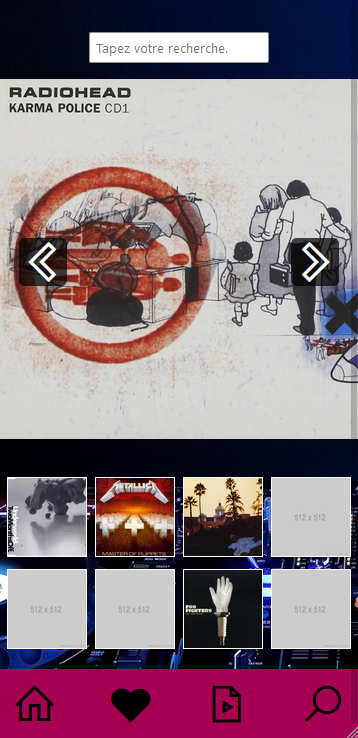 Tapez votre recherche.
RADIOHEAD
KARMA POLICE CD1
METALLICA
MASTER OF PUPPETS
512 x 512
512 x 512
512 x 512
FOO
FIGHTERS
512 x 512